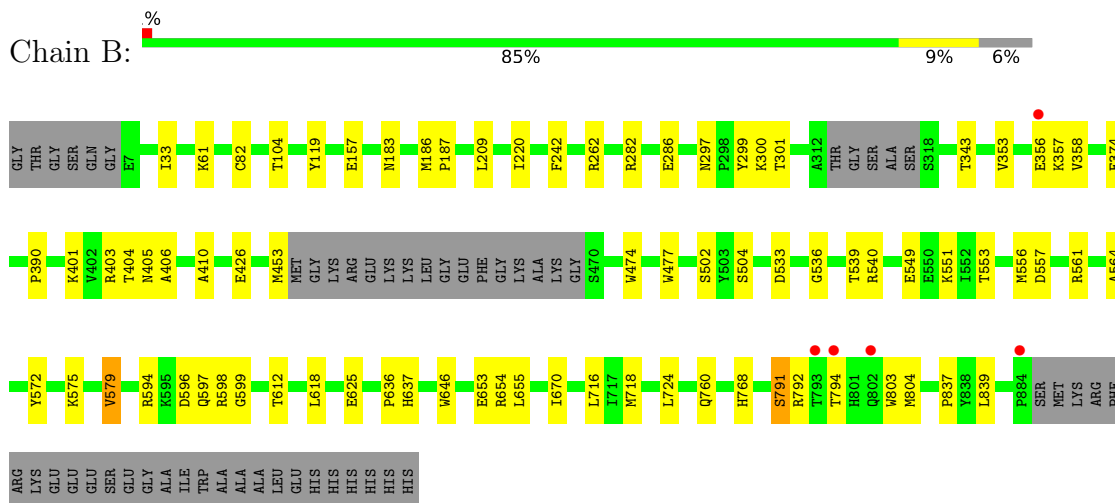 %
Chain B:
85% 9% 6%
GLY THR GLY SER GLN GLY E7 I33 K61 C82 T104 Y119 E157 N183 M186 P187 L209 I220 F242 R262 R282 E286 N297 P298 Y299 K300 T301 A312 THR GLY SER ALA SER S318 T343 V353 E356 K357 V358
P390 K401 V402 R403 T404 N405 A406 A410 E426 M453 MET GLY LYS ARG GLU LYS LYS LEU GLY GLU PHE GLY LYS ALA LYS GLY S470 W474 W477 S502 Y503 S504 D533 G536 T539 R540 E549 E550 K551 I552 T553 M556 D557 R561 A564
Y572 K575 V579 R594 K595 D596 Q597 R598 G599 T612 L618 E625 P636 H637 W646 E653 R654 L655 I670 L716 I717 M718 L724 Q760 H768 S791 R792 T793 T794 H801 Q802 W803 M804 P837 Y838 L839 P884 SER MET LYS ARG PHE
ARG LYS GLU GLU GLU SER GLU GLY ALA ILE TRP ALA ALA ALA LEU GLU HIS HIS HIS HIS HIS HIS